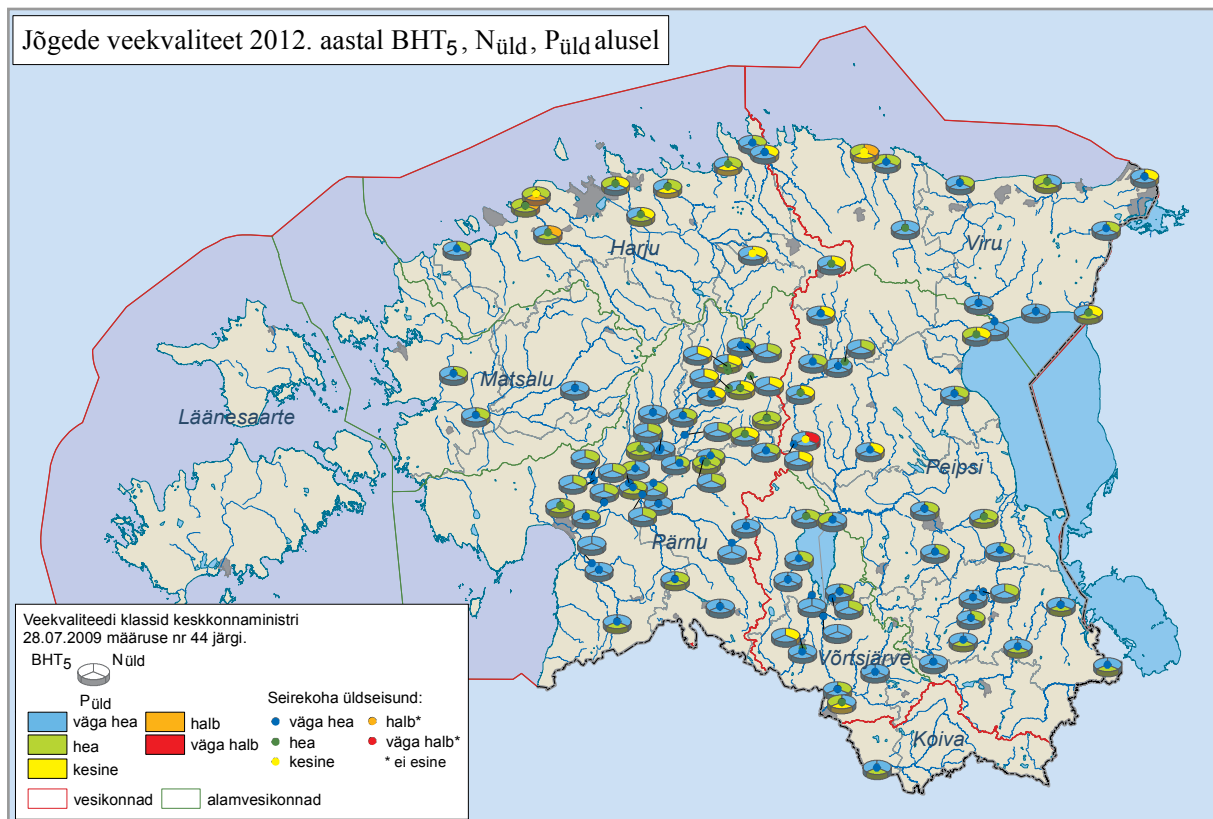 Jõgede veekvaliteet 2012. aastal BHT5, Nüld, Püld alusel
Harju
Viru
Matsalu
Läänesaarte
Peipsi
Pärnu
Võrtsjärve
Koiva
Veekvaliteedi klassid keskkonnaministri
28.07.2009 määruse nr 44 järgi.
BHT5 Nüld
Püld
väga hea
hea
kesine
halb
väga halb
Seirekoha üldseisund:
väga hea
hea
kesine
halb*
väga halb*
* ei esine
vesikonnad
alamvesikonnad